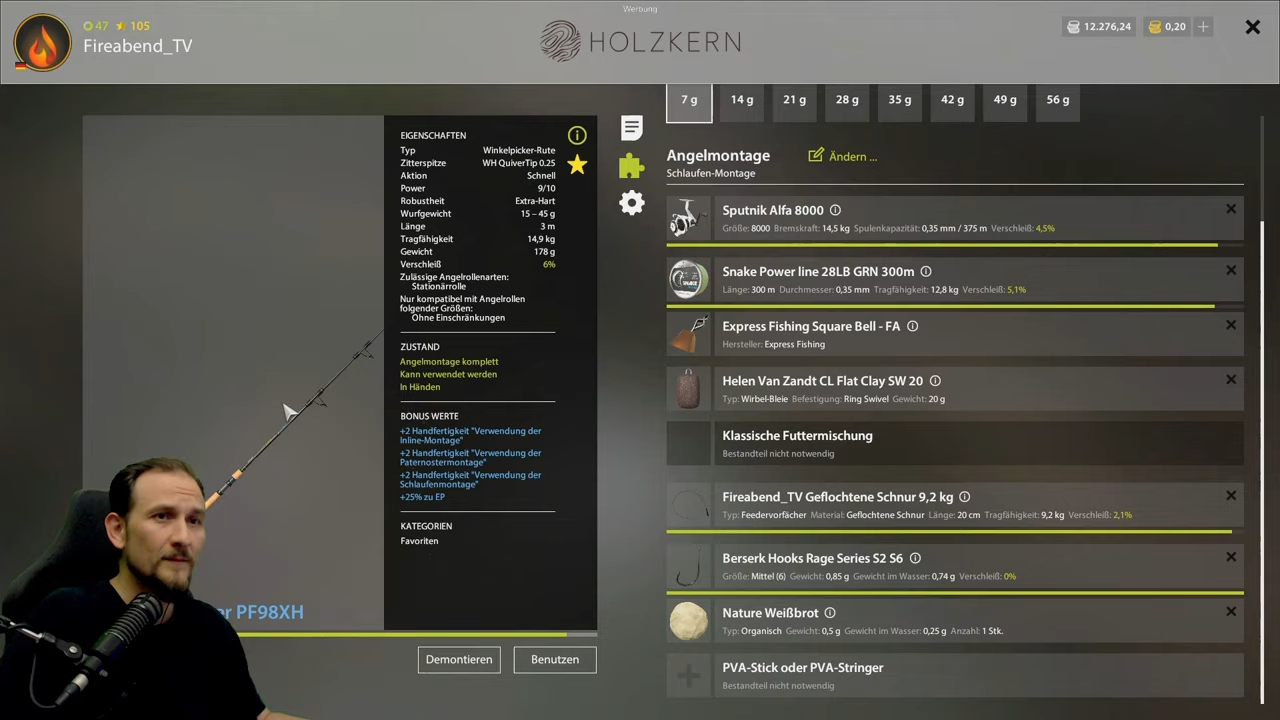 Werbung
47 105
Fireabend_TV
HOLZKERN
12.276,24
0,20
7 g
14 g
21 g
28 g
35 g
42 g
49 g
56 g
EIGENSCHAFTEN
Typ Winkelpicker-Rute
Zitterspitze WH QuiverTip 0.25
Aktion Schnell
Power 9/10
Robustheit Extra-Hart
Wurfgewicht 15 – 45 g
Länge 3 m
Tragfähigkeit 14,9 kg
Gewicht 178 g
Verschleiß 6%
Zulässige Angelrollenarten:
Stationärrolle
Nur kompatibel mit Angelrollen
folgender Größen:
Ohne Einschränkungen
ZUSTAND
Angelmontage komplett
Kann verwendet werden
In Händen
BONUS WERTE
+2 Handfertigkeit "Verwendung der
Inline-Montage"
+2 Handfertigkeit "Verwendung der
Paternostermontage"
+2 Handfertigkeit "Verwendung der
Schlaufenmontage"
+25% zu EP
KATEGORIEN
Favoriten
er PF98XH
Demontieren
Benutzen
Angelmontage
Ändern ...
Schlaufen-Montage
Sputnik Alfa 8000
Größe: 8000 Bremskraft: 14,5 kg Spulenkapazität: 0,35 mm / 375 m Verschleiß: 4,5%
Snake Power line 28LB GRN 300m
Länge: 300 m Durchmesser: 0,35 mm Tragfähigkeit: 12,8 kg Verschleiß: 5,1%
Express Fishing Square Bell - FA
Hersteller: Express Fishing
Helen Van Zandt CL Flat Clay SW 20
Typ: Wirbel-Bleie Befestigung: Ring Swivel Gewicht: 20 g
Klassische Futtermischung
Bestandteil nicht notwendig
Fireabend_TV Geflochtene Schnur 9,2 kg
Typ: Feedervorfächer Material: Geflochtene Schnur Länge: 20 cm Tragfähigkeit: 9,2 kg Verschleiß: 2,1%
Berserk Hooks Rage Series S2 S6
Größe: Mittel (6) Gewicht: 0,85 g Gewicht im Wasser: 0,74 g Verschleiß: 0%
Nature Weißbrot
Typ: Organisch Gewicht: 0,5 g Gewicht im Wasser: 0,25 g Anzahl: 1 Stk.
PVA-Stick oder PVA-Stringer
Bestandteil nicht notwendig